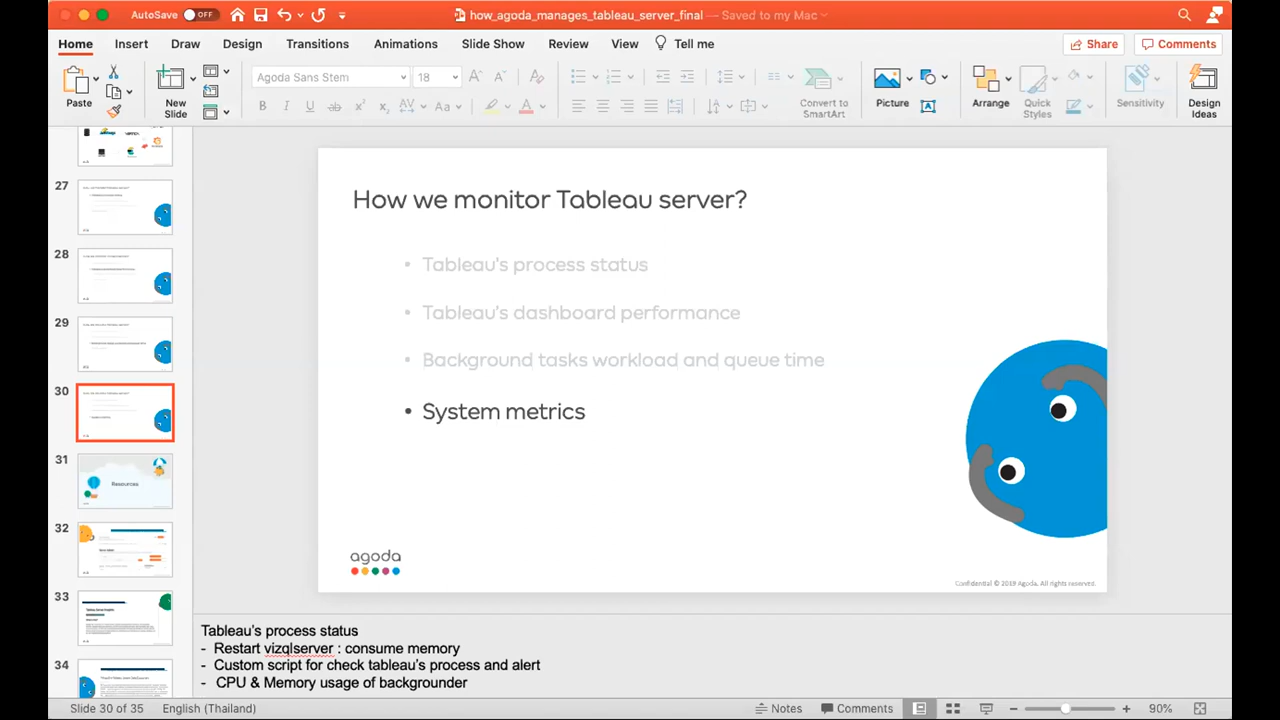 AutoSave OFF how_agoda_manages_tableau_server_final — Saved to my Mac
Home Insert Draw Design Transitions Animations Slide Show Review View Tell me Share Comments
Paste New Slide Agoda Sans Stem 18 Convert to SmartArt Picture Arrange Quick Styles Sensitivity Design Ideas
27
28
29
30
31
Resources
32
33
34
How we monitor Tableau server?
• Tableau's process status
• Tableau's dashboard performance
• Background tasks workload and queue time
• System metrics
agoda
Confidential © 2019 Agoda. All rights reserved.
Tableau's process status
- Restart vizqlserver : consume memory
- Custom script for check tableau's process and alert
- CPU & Memory usage of backgrounder
Slide 30 of 35 English (Thailand) Notes Comments 90%